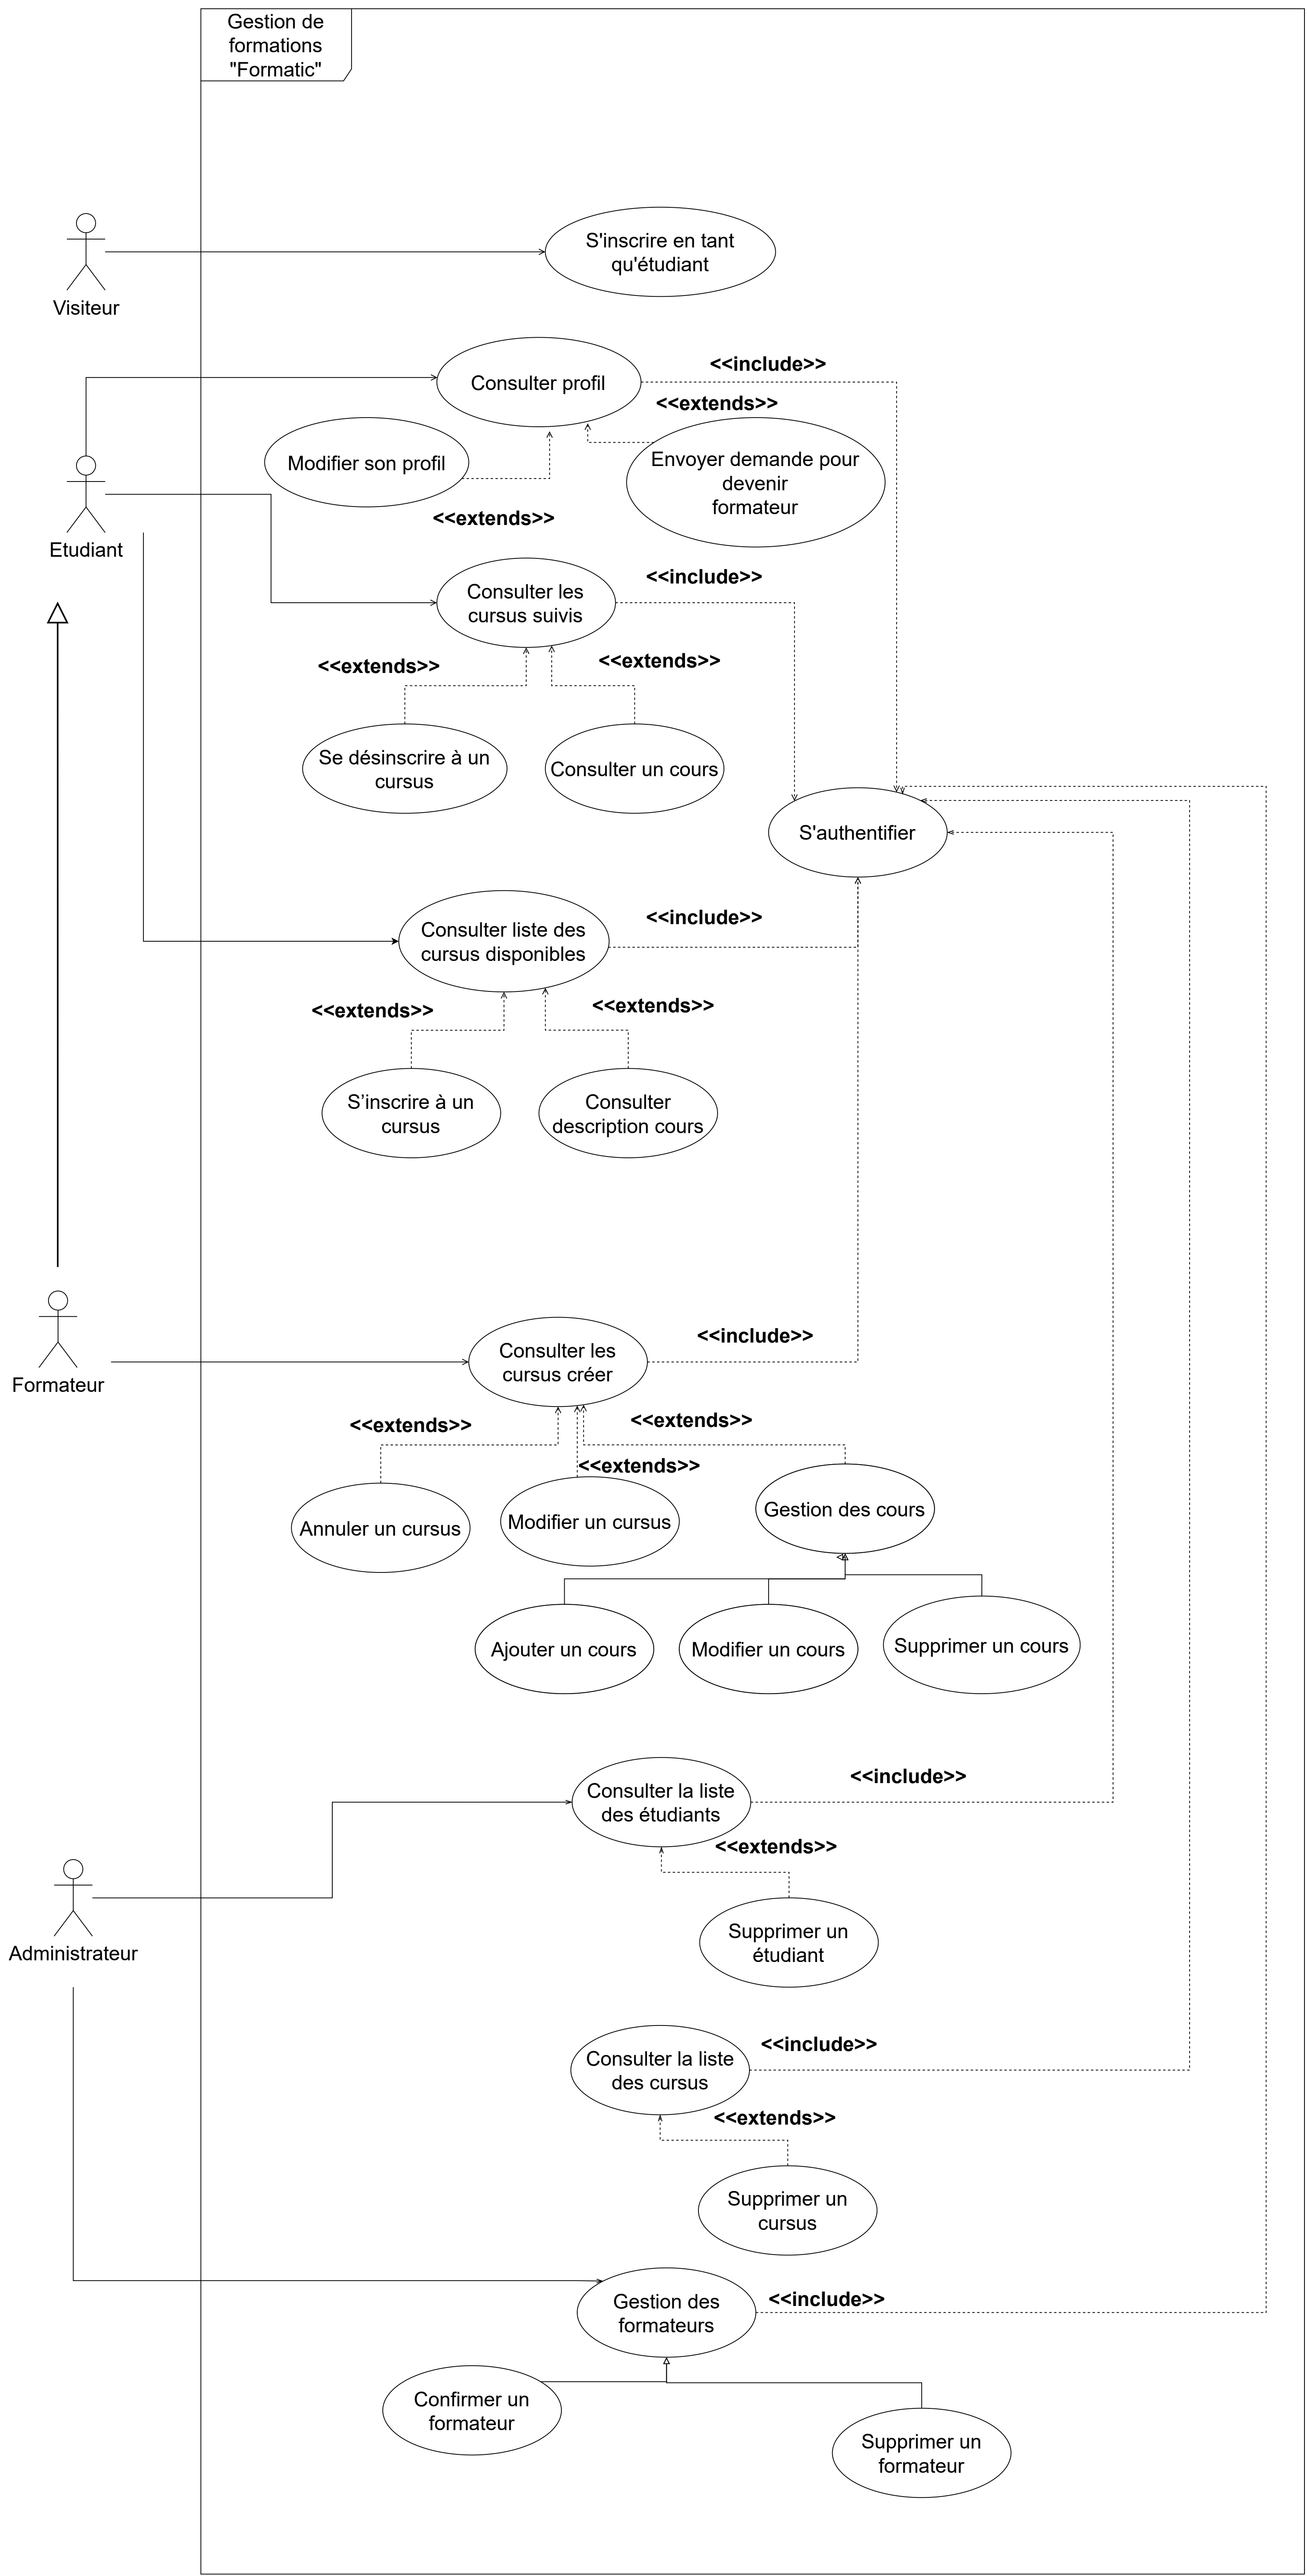 Gestion de
formations
"Formatic"
S'inscrire en tant
qu'étudiant
Visiteur
<<include>>
Consulter profil
<<extends>>
Modifier son profil
Envoyer demande pour
devenir
formateur
<<extends>>
Etudiant
Consulter les
cursus suivis
<<include>>
<<extends>>
<<extends>>
Se désinscrire à un
cursus
Consulter un cours
S'authentifier
Consulter liste des
cursus disponibles
<<include>>
<<extends>>
<<extends>>
S'inscrire à un
cursus
Consulter
description cours
Formateur
Consulter les
cursus créer
<<include>>
<<extends>>
<<extends>>
<<extends>>
Annuler un cursus
Modifier un cursus
Gestion des cours
Ajouter un cours
Modifier un cours
Supprimer un cours
Consulter la liste
des étudiants
<<include>>
<<extends>>
Administrateur
Supprimer un
étudiant
Consulter la liste
des cursus
<<include>>
<<extends>>
Supprimer un
cursus
Gestion des
formateurs
<<include>>
Confirmer un
formateur
Supprimer un
formateur